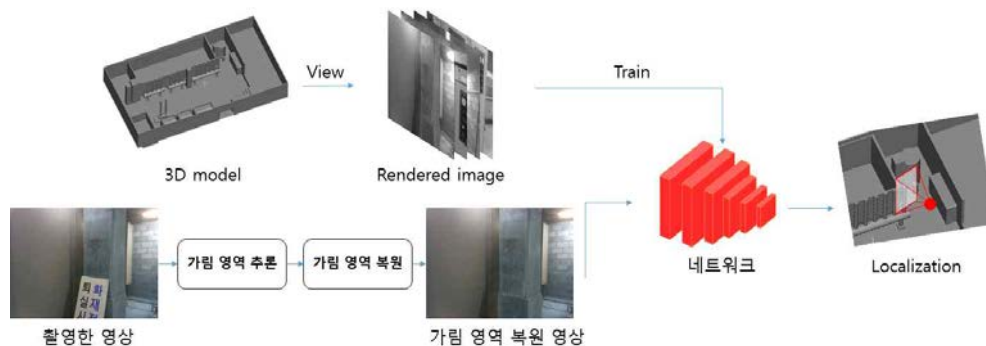 View
Train
3D model
Rendered image
가림 영역 추론
가림 영역 복원
네트워크
Localization
촬영한 영상
가림 영역 복원 영상